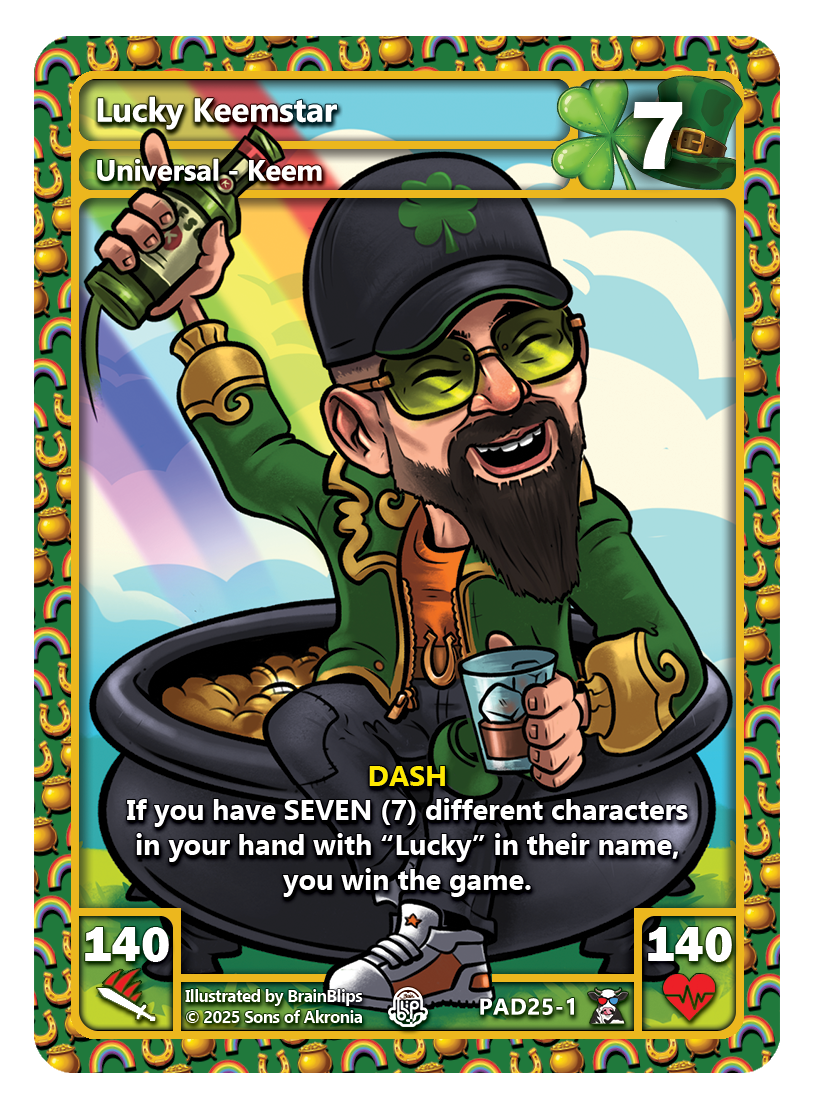 Lucky Keemstar
7
Universal - Keem
DASH
If you have SEVEN (7) different characters
in your hand with “Lucky” in their name,
you win the game.
140
140
Illustrated by BrainBlips
© 2025 Sons of Akronia
PAD25-1